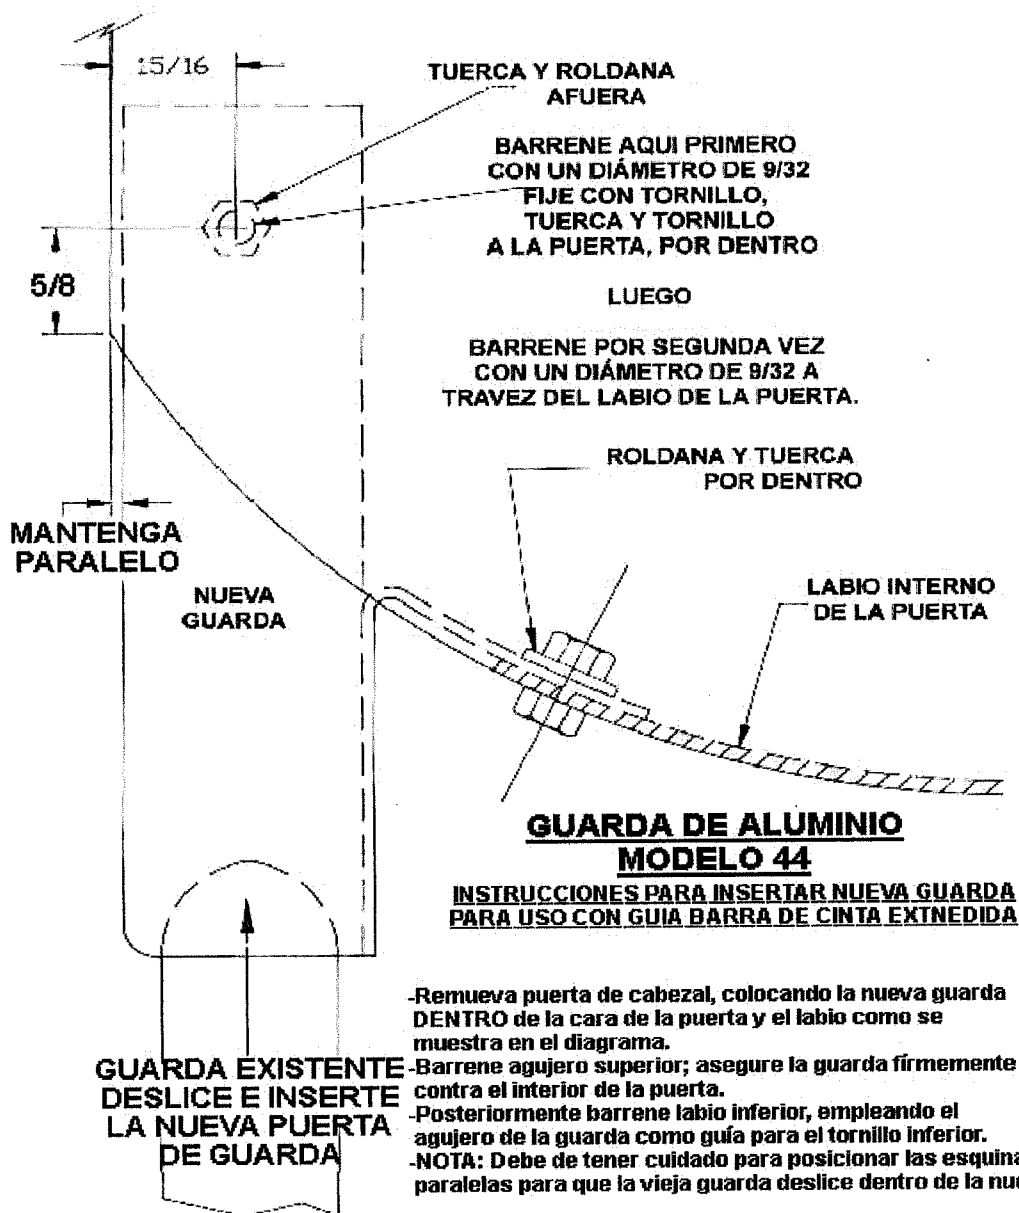 15/16
TUERCA Y ROLDANA
AFUERA
BARRENE AQUI PRIMERO
CON UN DIÁMETRO DE 9/32
FIJE CON TORNILLO,
TUERCA Y TORNILLO
A LA PUERTA, POR DENTRO
5/8
LUEGO
BARRENE POR SEGUNDA VEZ
CON UN DIÁMETRO DE 9/32 A
TRAVEZ DEL LABIO DE LA PUERTA.
ROLDANA Y TUERCA
POR DENTRO
MANTENGA
PARALELO
NUEVA
GUARDA
LABIO INTERNO
DE LA PUERTA
GUARDA DE ALUMINIO
MODELO 44
INSTRUCCIONES PARA INSERTAR NUEVA GUARDA
PARA USO CON GUIA BARRA DE CINTA EXTNEDIDA
-Remueva puerta de cabezal, colocando la nueva guarda
DENTRO de la cara de la puerta y el labio como se
muestra en el diagrama.
-Barrene agujero superior; asegure la guarda fírmemente
contra el interior de la puerta.
-Posteriormente barrene labio inferior, empleando el
agujero de la guarda como guía para el tornillo inferior.
-NOTA: Debe de tener cuidado para posicionar las esquina
paralelas para que la vieja guarda deslice dentro de la nue
GUARDA EXISTENTE
DESLICE E INSERTE
LA NUEVA PUERTA
DE GUARDA